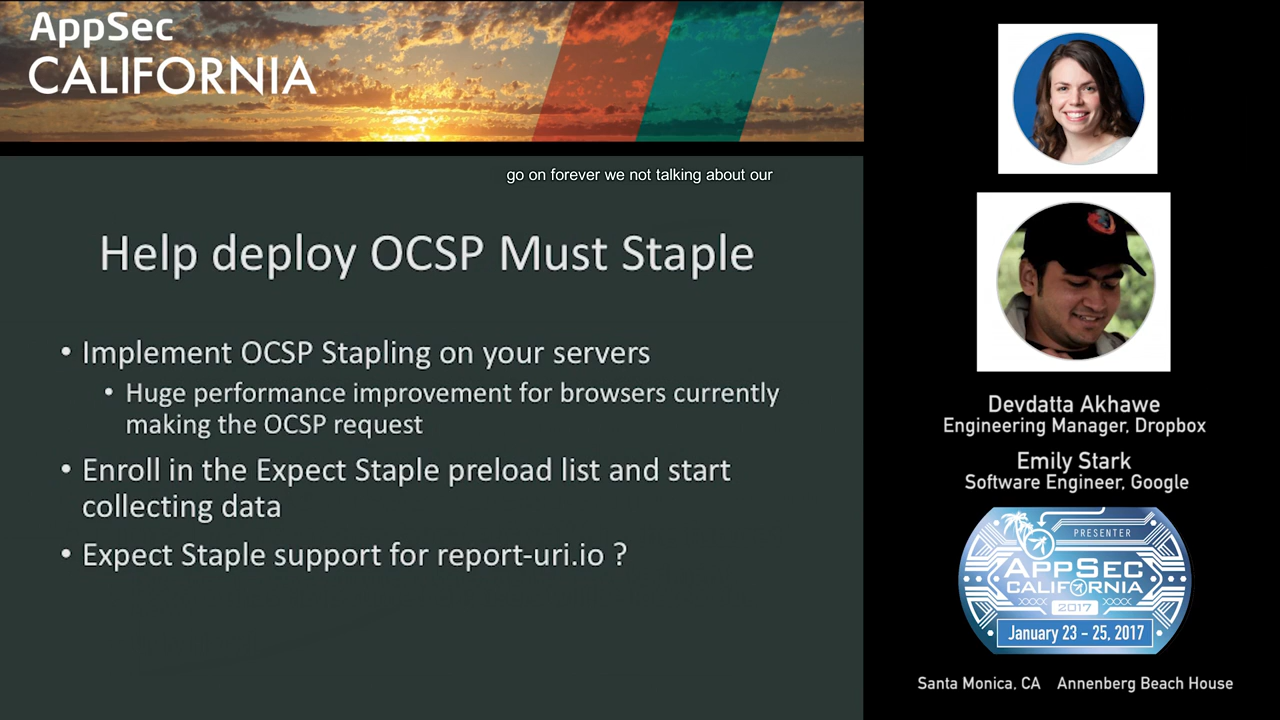 AppSec
CALIFORNIA
go on forever we not talking about our
Help deploy OCSP Must Staple
• Implement OCSP Stapling on your servers
• Huge performance improvement for browsers currently
making the OCSP request
• Enroll in the Expect Staple preload list and start
collecting data
• Expect Staple support for report-uri.io ?
Devdatta Akhawe
Engineering Manager, Dropbox
Emily Stark
Software Engineer, Google
PRESENTER
APPSEC
CALIFORNIA
2017
January 23 - 25, 2017
Santa Monica, CA Annenberg Beach House